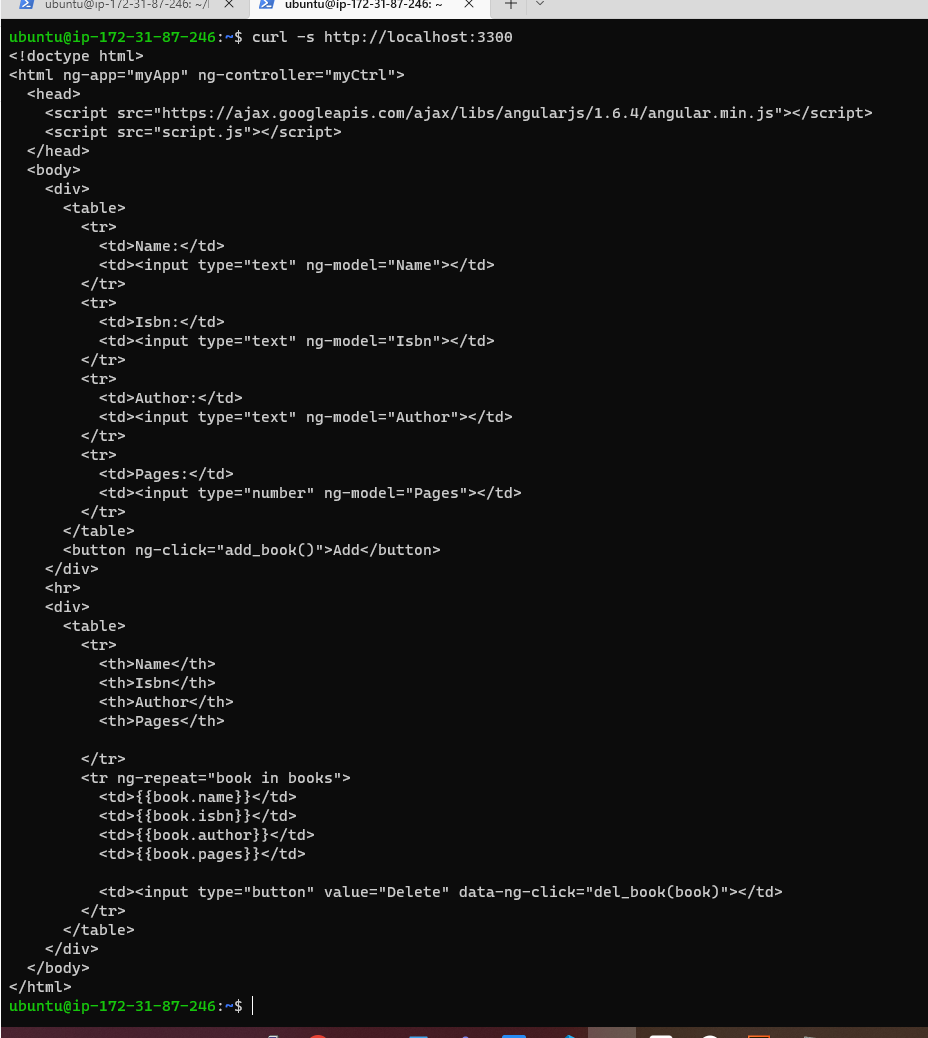 ubuntu@ip-172-31-87-246: ~/l
ubuntu@ip-172-31-87-246: ~
ubuntu@ip-172-31-87-246:~$ curl -s http://localhost:3300
<!doctype html>
<html ng-app="myApp" ng-controller="myCtrl">
  <head>
    <script src="https://ajax.googleapis.com/ajax/libs/angularjs/1.6.4/angular.min.js"></script>
    <script src="script.js"></script>
  </head>
  <body>
    <div>
      <table>
        <tr>
          <td>Name:</td>
          <td><input type="text" ng-model="Name"></td>
        </tr>
        <tr>
          <td>Isbn:</td>
          <td><input type="text" ng-model="Isbn"></td>
        </tr>
        <tr>
          <td>Author:</td>
          <td><input type="text" ng-model="Author"></td>
        </tr>
        <tr>
          <td>Pages:</td>
          <td><input type="number" ng-model="Pages"></td>
        </tr>
      </table>
      <button ng-click="add_book()">Add</button>
    </div>
    <hr>
    <div>
      <table>
        <tr>
          <th>Name</th>
          <th>Isbn</th>
          <th>Author</th>
          <th>Pages</th>

        </tr>
        <tr ng-repeat="book in books">
          <td>{{book.name}}</td>
          <td>{{book.isbn}}</td>
          <td>{{book.author}}</td>
          <td>{{book.pages}}</td>

          <td><input type="button" value="Delete" data-ng-click="del_book(book)"></td>
        </tr>
      </table>
    </div>
  </body>
</html>
ubuntu@ip-172-31-87-246:~$